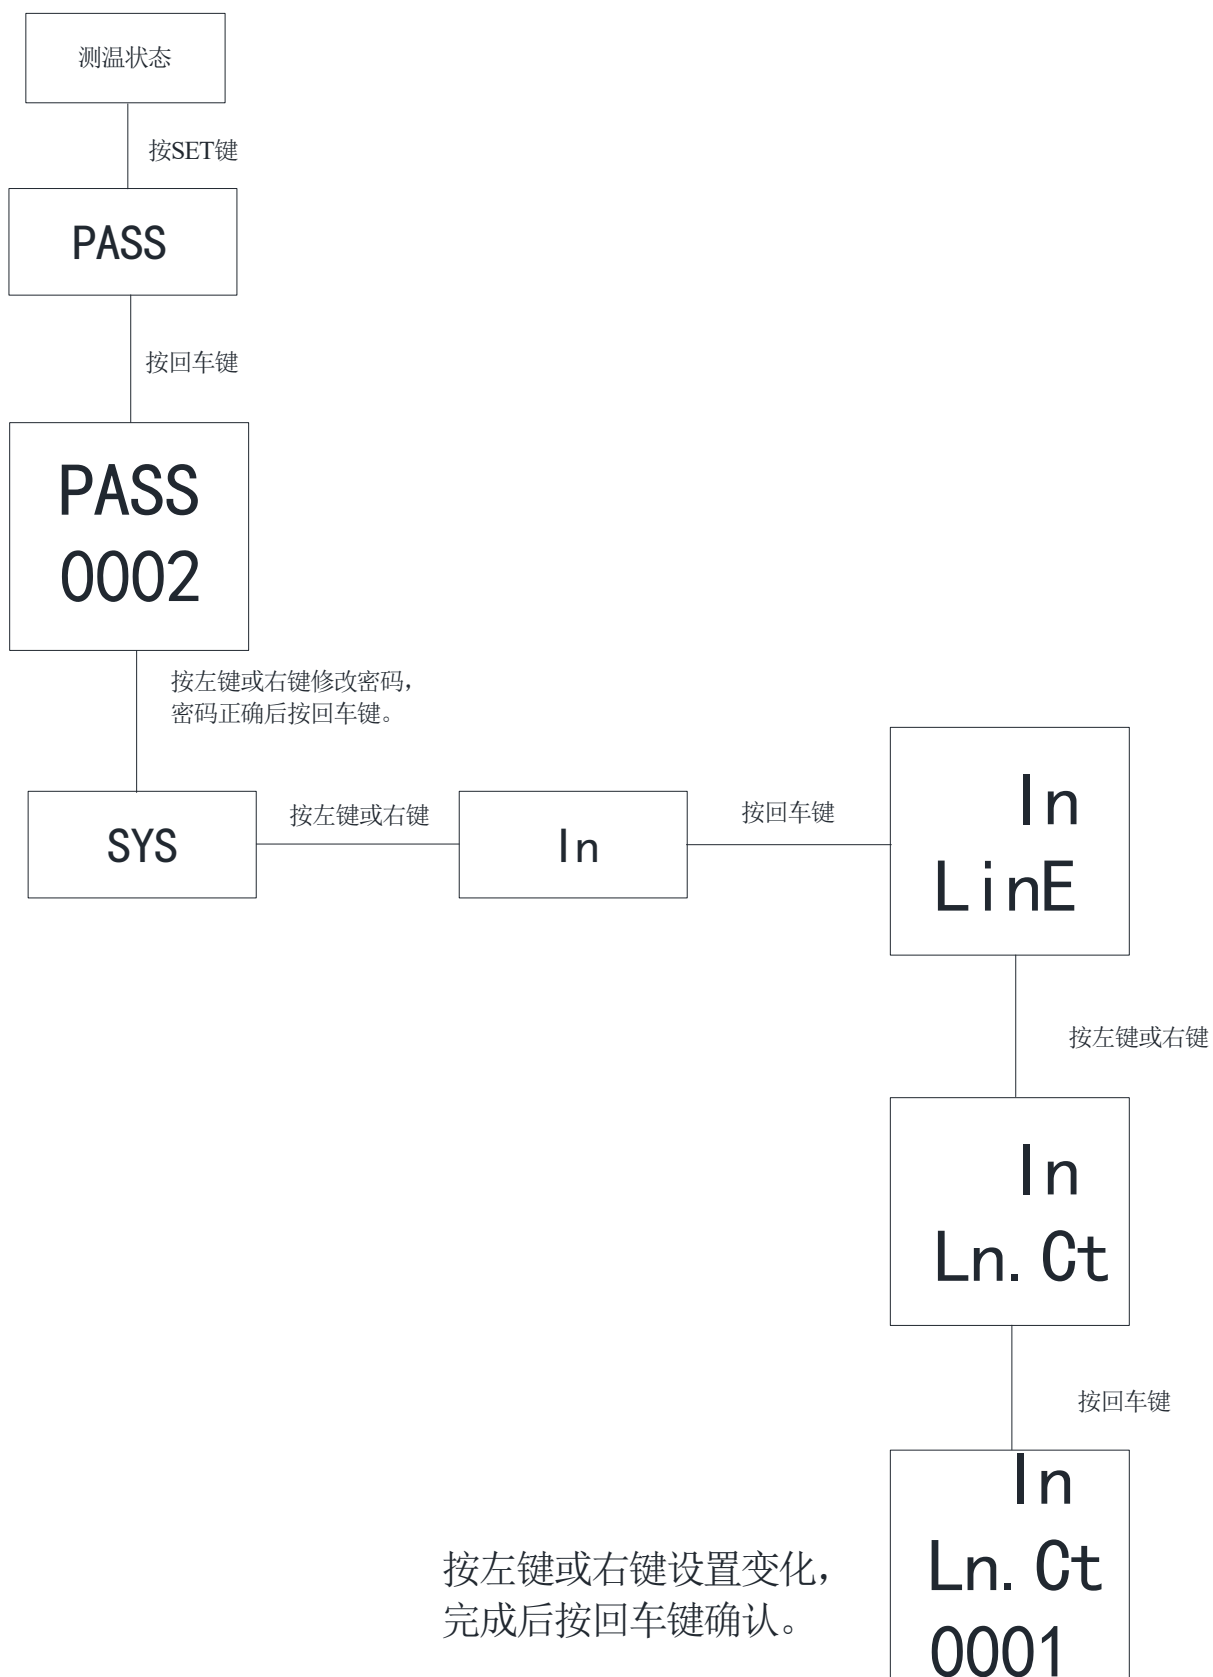 测温状态
按SET键
PASS
按回车键
PASS
0002
按左键或右键修改密码，
密码正确后按回车键。
SYS
按左键或右键
In
按回车键
In
LinE
按左键或右键
In
Ln.Ct
按回车键
In
Ln.Ct
0001
按左键或右键设置变化，
完成后按回车键确认。